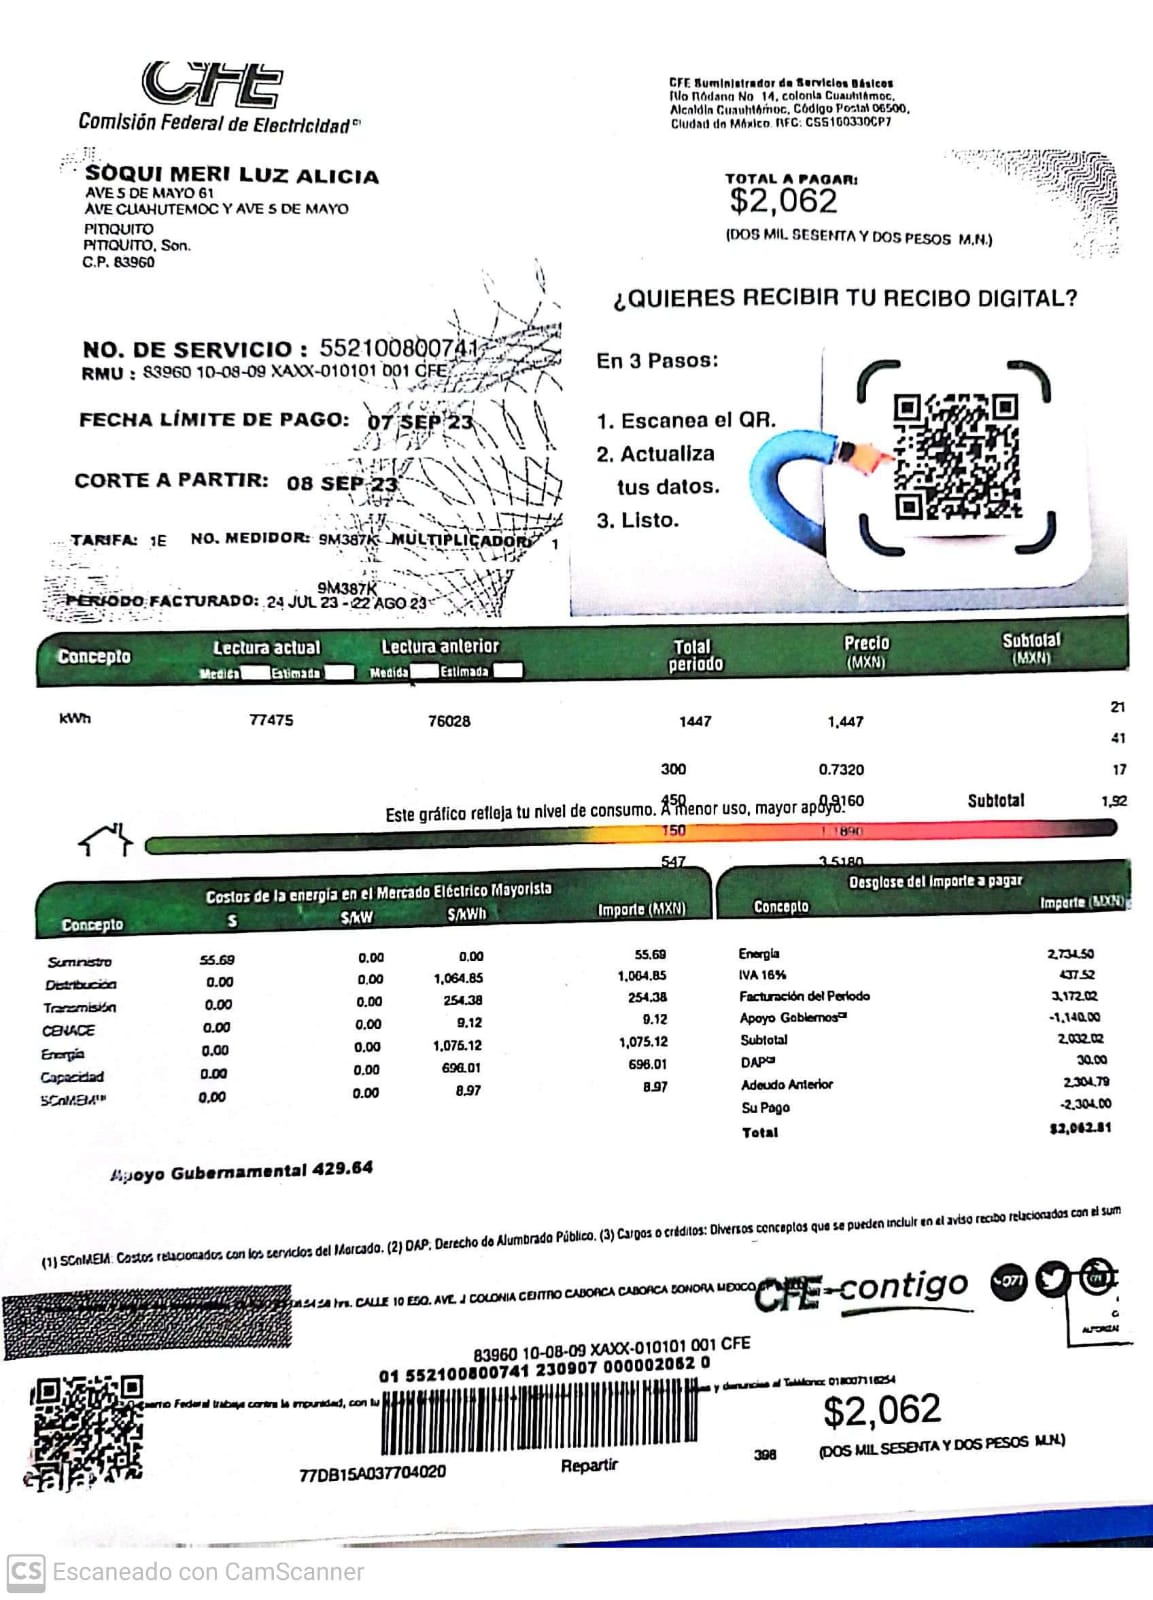 CFE
Comisión Federal de Electricidad
CFE Suministrador de Servicios Básicos
Río Ródano No 14, colonia Cuauhtémoc,
Alcaldía Cuauhtémoc, Código Postal 06500,
Ciudad de México. RFC: CSS160330CP7
SOQUI MERI LUZ ALICIA
AVE 5 DE MAYO 61
AVE CUAHUTEMOC Y AVE 5 DE MAYO
PITIQUITO
PITIQUITO, Son.
C.P. 83960
TOTAL A PAGAR:
$2,062
(DOS MIL SESENTA Y DOS PESOS M.N.)
¿QUIERES RECIBIR TU RECIBO DIGITAL?
En 3 Pasos:
1. Escanea el QR.
2. Actualiza
tus datos.
3. Listo.
NO. DE SERVICIO : 552100800741
RMU : 83960 10-08-09 XAXX-010101 001 CFE
FECHA LÍMITE DE PAGO: 07 SEP 23
CORTE A PARTIR: 08 SEP 23
TARIFA: 1E NO. MEDIDOR: 9M387K MULTIPLICADOR: 1
9M387K
PERIODO FACTURADO: 24 JUL 23 - 22 AGO 23
Concepto Lectura actual Lectura anterior Total periodo Precio (MXN) Subtotal (MXN)
Medida Estimada Medida Estimada
kWh 77475 76028 1447 1,447 21
41
300 0.7320 17
450 0.9160 Subtotal 1,92
Este gráfico refleja tu nivel de consumo. A menor uso, mayor apoyo.
150 1.1890
547 3.5180
Costos de la energía en el Mercado Eléctrico Mayorista
Concepto $ $/kW $/kWh Importe (MXN)
Suministro 55.69 0.00 0.00 55.69
Distribución 0.00 0.00 1,064.85 1,064.85
Transmisión 0.00 0.00 254.38 254.38
CENACE 0.00 0.00 9.12 9.12
Energía 0.00 0.00 1,075.12 1,075.12
Capacidad 0.00 0.00 696.01 696.01
SCnMEM(1) 0.00 0.00 8.97 8.97
Desglose del importe a pagar
Concepto Importe (MXN)
Energía 2,734.50
IVA 16% 437.52
Facturación del Periodo 3,172.02
Apoyo Gobierno -1,140.00
Subtotal 2,032.02
DAP 30.00
Adeudo Anterior 2,304.79
Su Pago -2,304.00
Total $2,062.81
Apoyo Gubernamental 429.64
(1) SCnMEM: Costos relacionados con los servicios del Mercado. (2) DAP: Derecho de Alumbrado Público. (3) Cargos o créditos: Diversos conceptos que se pueden incluir en el aviso recibo relacionados con el sum
hrs. CALLE 10 ESQ. AVE. J COLONIA CENTRO CABORCA CABORCA SONORA MEXICO
CFE contigo
071
83960 10-08-09 XAXX-010101 001 CFE
01 552100800741 230907 000002062 0
Federal trabaja contra la impunidad, con tu
y denuncias al Teléfono: 018007116254
$2,062
(DOS MIL SESENTA Y DOS PESOS M.N.)
398
77DB15A037704020
Repartir
CS Escaneado con CamScanner